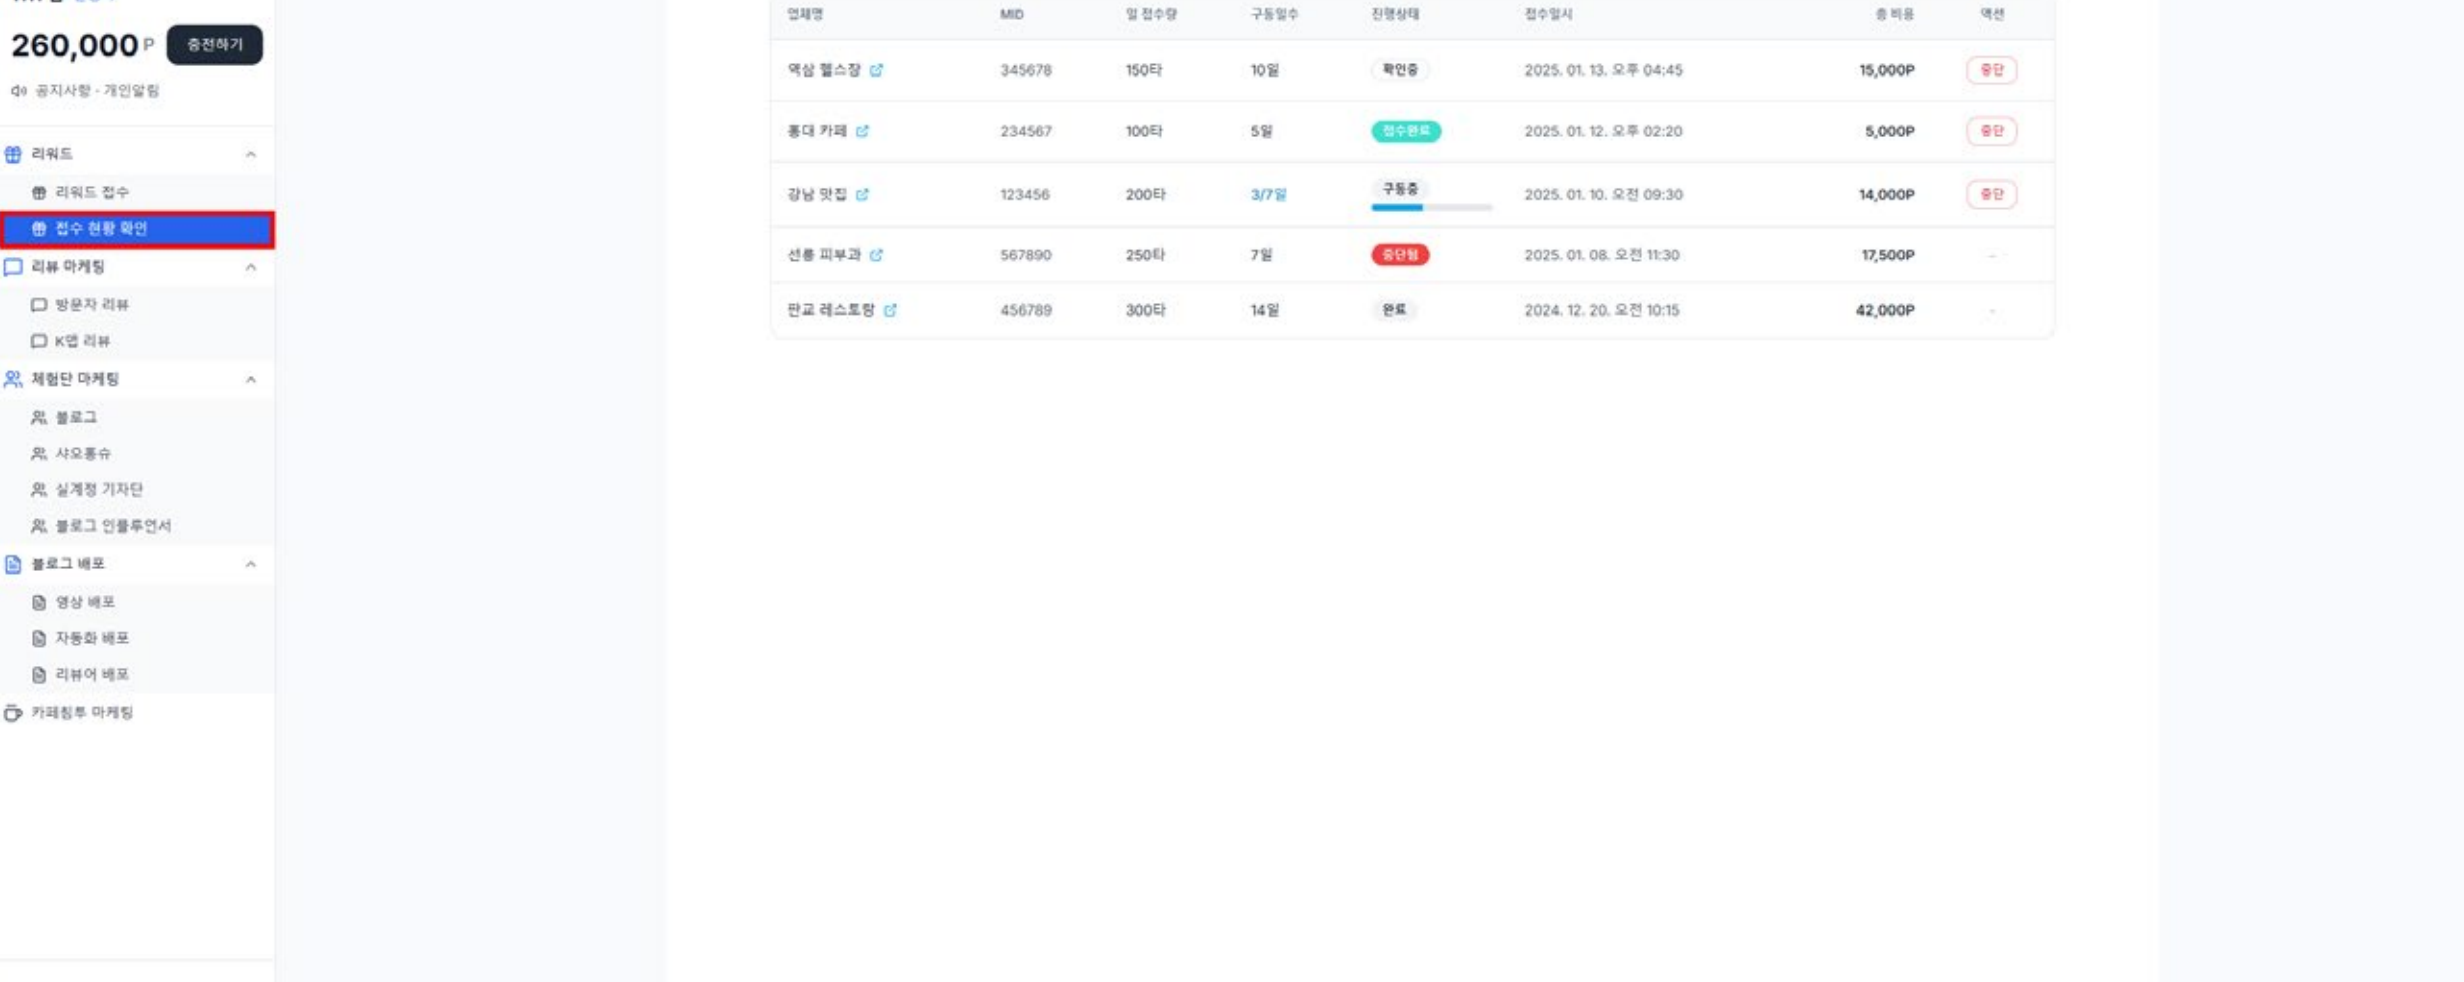 260,000 P 충전하기
공지사항 · 개인알림
리워드
리워드 접수
접수 현황 확인
리뷰 마케팅
방문자 리뷰
K맵 리뷰
체험단 마케팅
블로그
샤오홍슈
실계정 기자단
블로그 인플루언서
블로그 배포
영상 배포
자동화 배포
리뷰어 배포
카페침투 마케팅
업체명 MID 일 접수량 구동일수 진행상태 접수일시 총 비용 액션
역삼 헬스장 345678 150타 10일 확인중 2025. 01. 13. 오후 04:45 15,000P 중단
홍대 카페 234567 100타 5일 접수완료 2025. 01. 12. 오후 02:20 5,000P 중단
강남 맛집 123456 200타 3/7일 구동중 2025. 01. 10. 오전 09:30 14,000P 중단
선릉 피부과 567890 250타 7일 중단됨 2025. 01. 08. 오전 11:30 17,500P -
판교 레스토랑 456789 300타 14일 완료 2024. 12. 20. 오전 10:15 42,000P -